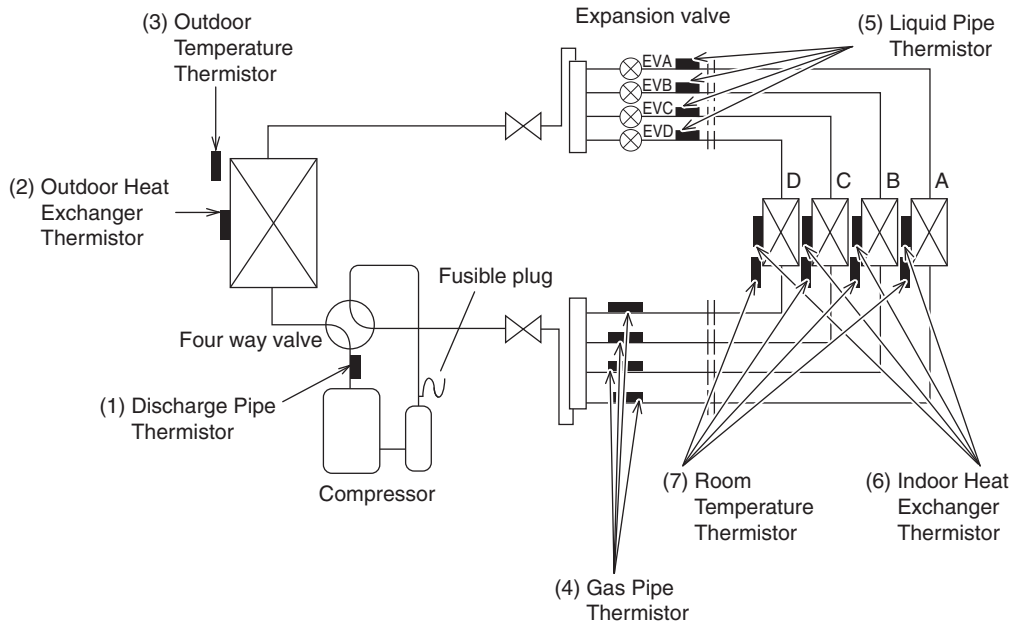 (3) Outdoor
Temperature
Thermistor
Expansion valve
(5) Liquid Pipe
Thermistor
EVA
EVB
EVC
EVD
(2) Outdoor Heat
Exchanger
Thermistor
D C B A
Fusible plug
Four way valve
(1) Discharge Pipe
Thermistor
Compressor
(7) Room
Temperature
Thermistor
(6) Indoor Heat
Exchanger
Thermistor
(4) Gas Pipe
Thermistor